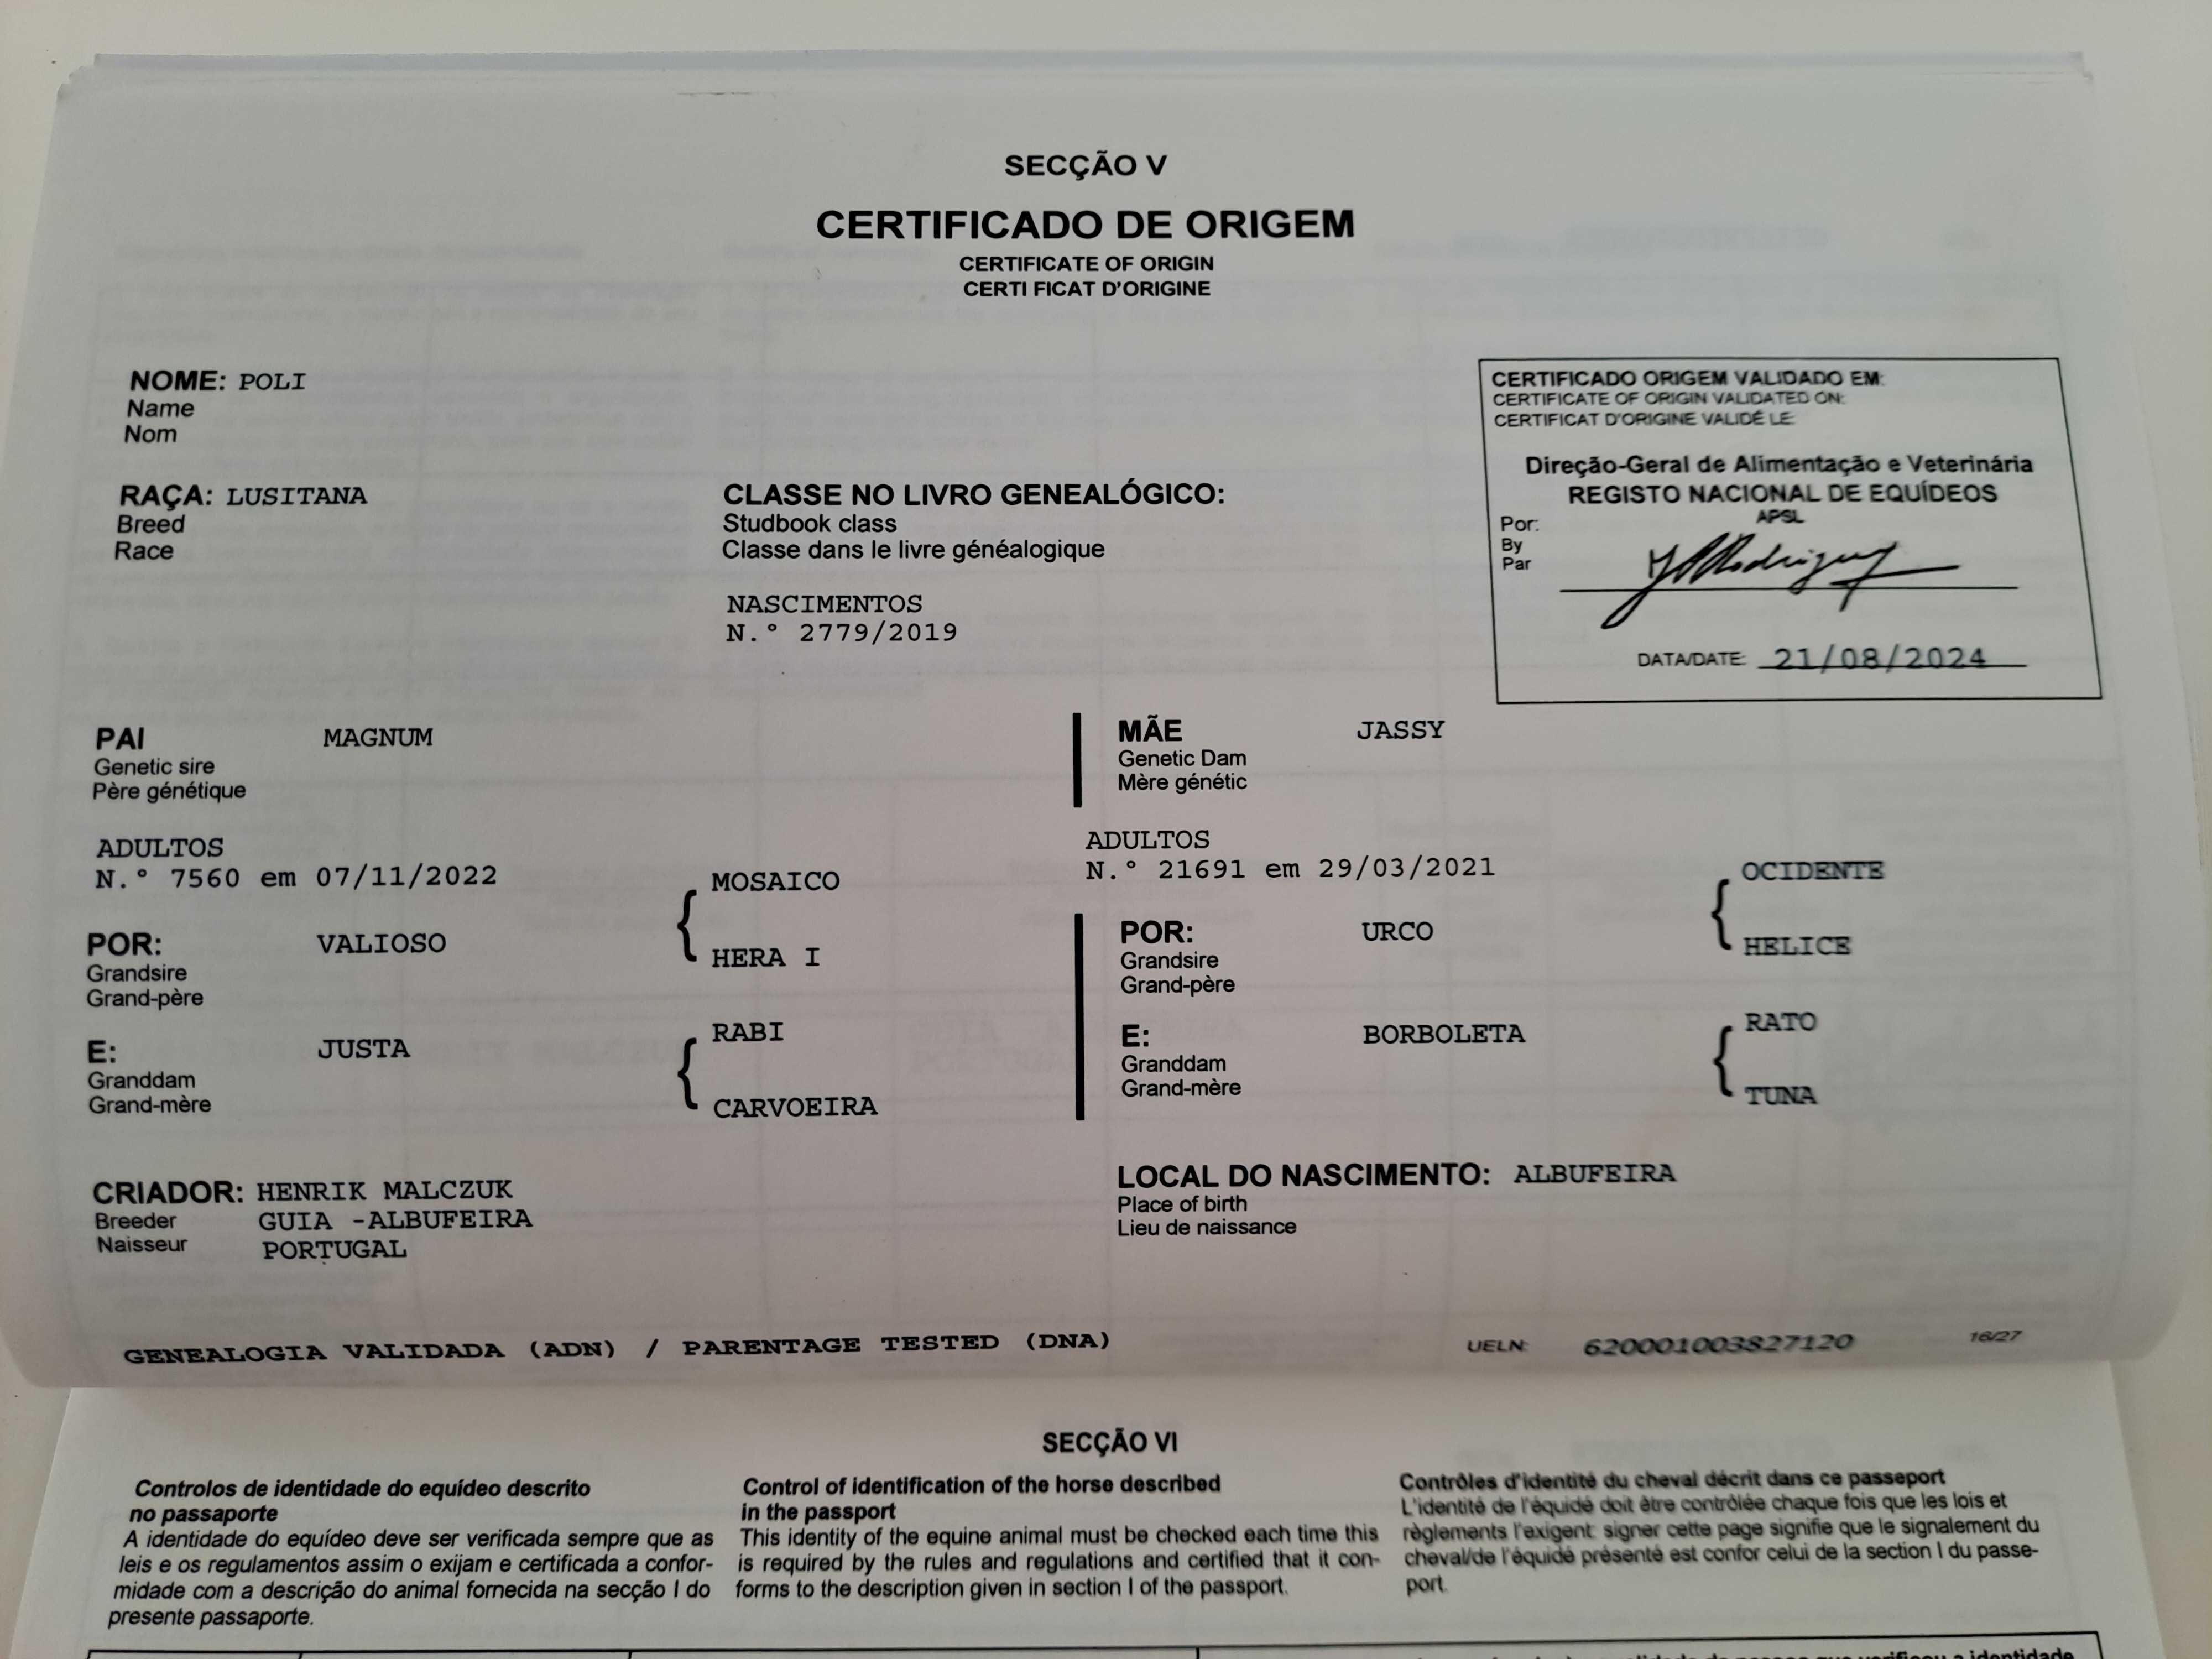 SECÇÃO V
CERTIFICADO DE ORIGEM
CERTIFICATE OF ORIGIN
CERTI FICAT D'ORIGINE
NOME: POLI
Name
Nom
CERTIFICADO ORIGEM VALIDADO EM:
CERTIFICATE OF ORIGIN VALIDATED ON:
CERTIFICAT D'ORIGINE VALIDÉ LE:
Direção-Geral de Alimentação e Veterinária
REGISTO NACIONAL DE EQUÍDEOS
APSL
Por:
By
Par
DATA/DATE: 21/08/2024
RAÇA: LUSITANA
Breed
Race
CLASSE NO LIVRO GENEALÓGICO:
Studbook class
Classe dans le livre généalogique
NASCIMENTOS
N.º 2779/2019
PAI MAGNUM
Genetic sire
Père génétique
ADULTOS
N.º 7560 em 07/11/2022
MOSAICO
POR: VALIOSO
HERA I
Grandsire
Grand-père
RABI
E: JUSTA
Granddam
Grand-mère
CARVOEIRA
MÃE JASSY
Genetic Dam
Mère génétic
ADULTOS
N.º 21691 em 29/03/2021
OCIDENTE
POR: URCO
HELICE
Grandsire
Grand-père
RATO
E: BORBOLETA
Granddam
Grand-mère
TUNA
CRIADOR: HENRIK MALCZUK
Breeder GUIA -ALBUFEIRA
Naisseur PORTUGAL
LOCAL DO NASCIMENTO: ALBUFEIRA
Place of birth
Lieu de naissance
GENEALOGIA VALIDADA (ADN) / PARENTAGE TESTED (DNA)
UELN: 620001003827120
16/27
SECÇÃO VI
Controlos de identidade do equídeo descrito
no passaporte
A identidade do equídeo deve ser verificada sempre que as
leis e os regulamentos assim o exijam e certificada a confor-
midade com a descrição do animal fornecida na secção I do
presente passaporte.
Control of identification of the horse described
in the passport
This identity of the equine animal must be checked each time this
is required by the rules and regulations and certified that it con-
forms to the description given in section I of the passport.
Contrôles d'identité du cheval décrit dans ce passeport
L'identité de l'équidé doit être contrôlée chaque fois que les lois et
règlements l'exigent: signer cette page signifie que le signalement du
cheval/de l'équidé présenté est confor celui de la section I du passe-
port.